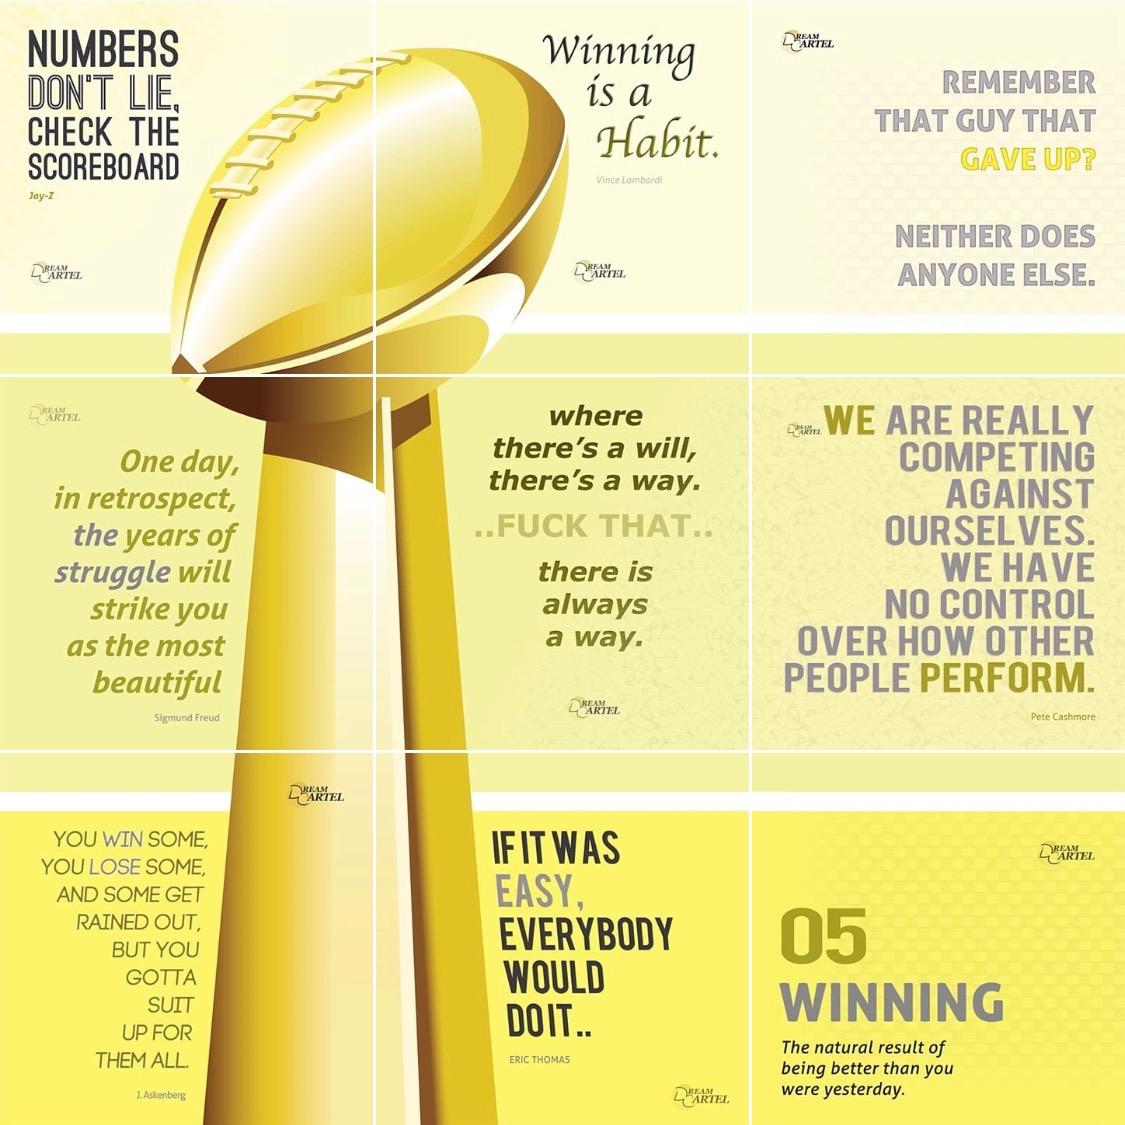 NUMBERS
DON'T LIE,
CHECK THE
SCOREBOARD
Jay-Z
DREAM
CARTEL
Winning
is a
Habit.
Vince Lombardi
DREAM
CARTEL
DREAM
CARTEL
REMEMBER
THAT GUY THAT
GAVE UP?
NEITHER DOES
ANYONE ELSE.
DREAM
CARTEL
One day,
in retrospect,
the years of
struggle will
strike you
as the most
beautiful
Sigmund Freud
where
there's a will,
there's a way.
..FUCK THAT..
there is
always
a way.
DREAM
CARTEL
DREAM
CARTEL
WE ARE REALLY
COMPETING
AGAINST
OURSELVES.
WE HAVE
NO CONTROL
OVER HOW OTHER
PEOPLE PERFORM.
Pete Cashmore
DREAM
CARTEL
YOU WIN SOME,
YOU LOSE SOME,
AND SOME GET
RAINED OUT,
BUT YOU
GOTTA
SUIT
UP FOR
THEM ALL.
J. Askenberg
IF IT WAS
EASY,
EVERYBODY
WOULD
DO IT..
ERIC THOMAS
DREAM
CARTEL
DREAM
CARTEL
05
WINNING
The natural result of
being better than you
were yesterday.